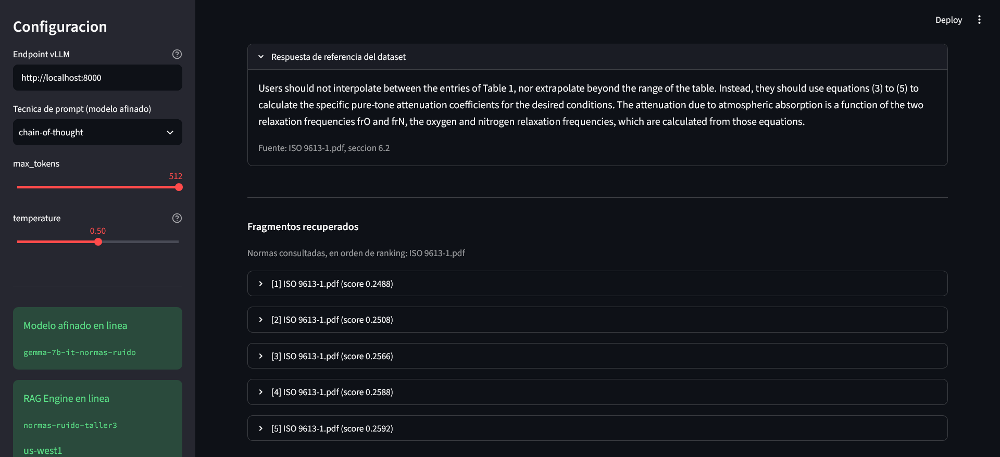 Configuracion
Endpoint vLLM
http://localhost:8000
Tecnica de prompt (modelo afinado)
chain-of-thought
max_tokens
512
temperature
0.50
Modelo afinado en linea
gemma-7b-it-normas-ruido
RAG Engine en linea
normas-ruido-taller3
us-west1
Deploy
Respuesta de referencia del dataset
Users should not interpolate between the entries of Table 1, nor extrapolate beyond the range of the table. Instead, they should use equations (3) to (5) to
calculate the specific pure-tone attenuation coefficients for the desired conditions. The attenuation due to atmospheric absorption is a function of the two
relaxation frequencies frO and frN, the oxygen and nitrogen relaxation frequencies, which are calculated from those equations.
Fuente: ISO 9613-1.pdf, seccion 6.2
Fragmentos recuperados
Normas consultadas, en orden de ranking: ISO 9613-1.pdf
[1] ISO 9613-1.pdf (score 0.2488)
[2] ISO 9613-1.pdf (score 0.2508)
[3] ISO 9613-1.pdf (score 0.2566)
[4] ISO 9613-1.pdf (score 0.2588)
[5] ISO 9613-1.pdf (score 0.2592)